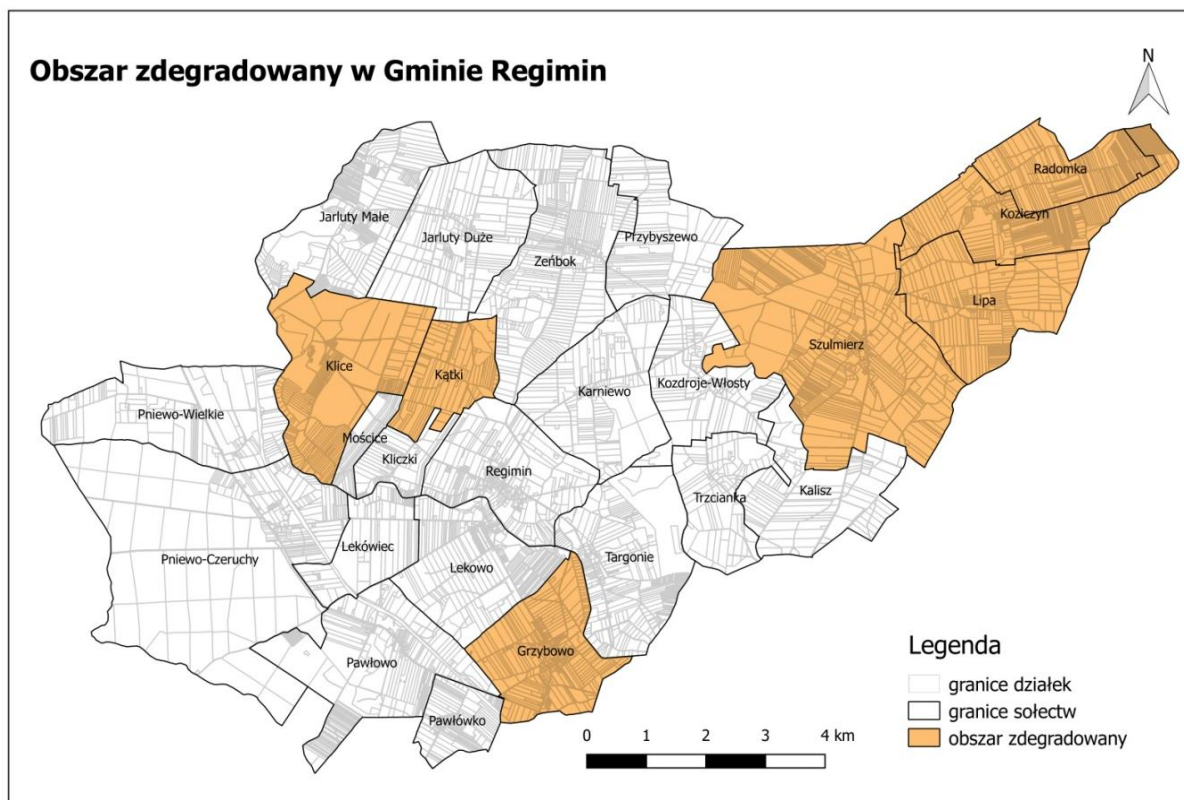 Obszar zdegradowany w Gminie Regimin
N
Radomka
Jarluty Małe
Koziczyn
Jarluty Duże
Przybyszewo
Zeńbok
Lipa
Szulmierz
Klice
Kątki
Karniewo
Kozdroje-Włosty
Pniewo-Wielkie
Mościce
Kliczki
Regimin
Trzcianka
Kalisz
Lekówiec
Pniewo-Czeruchy
Lekowo
Targonie
Grzybowo
Pawłowo
Pawłówko
Legenda
granice działek
granice sołectw
obszar zdegradowany
0 1 2 3 4 km